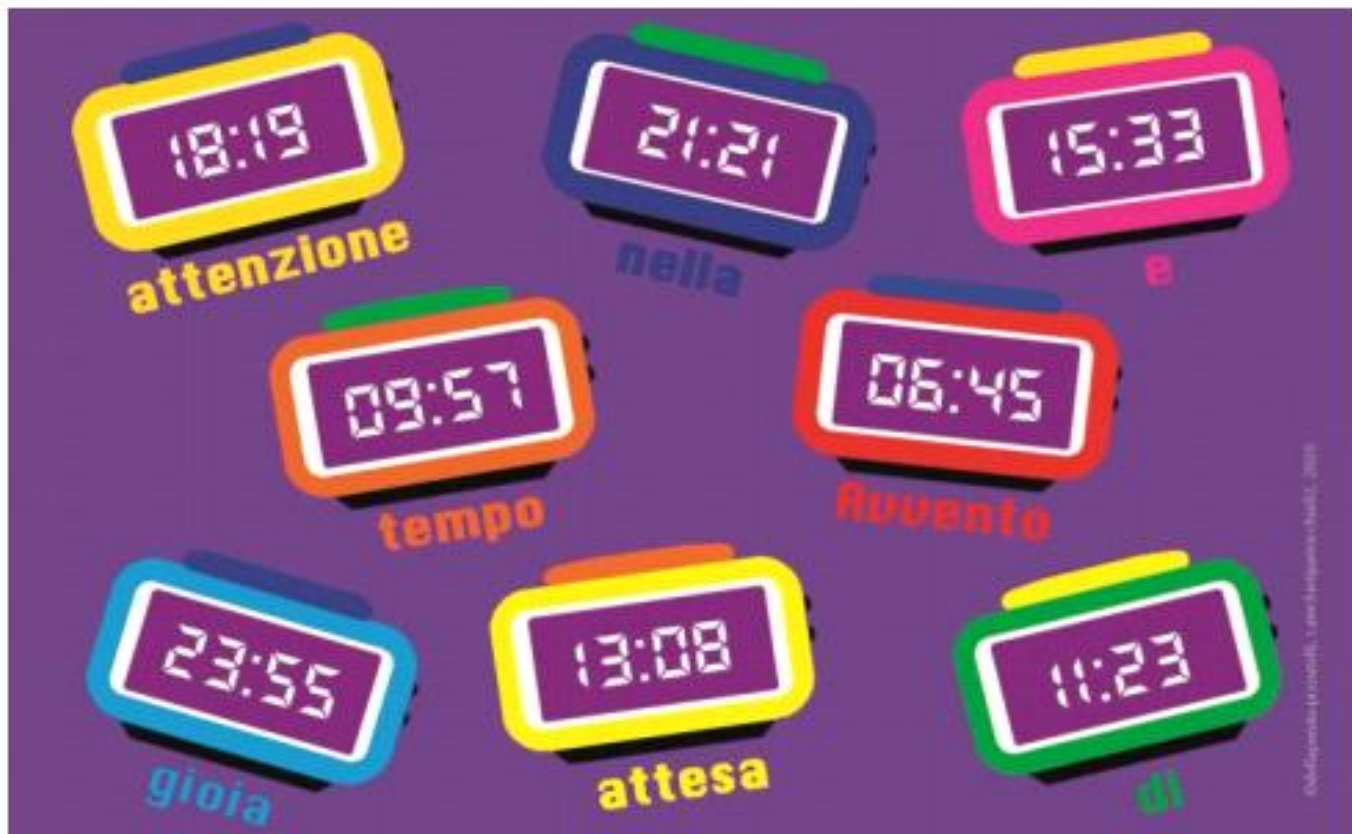 18:19
attenzione
21:21
nella
15:33
e
09:57
tempo
06:45
Avvento
23:55
gioia
13:08
attesa
11:23
di